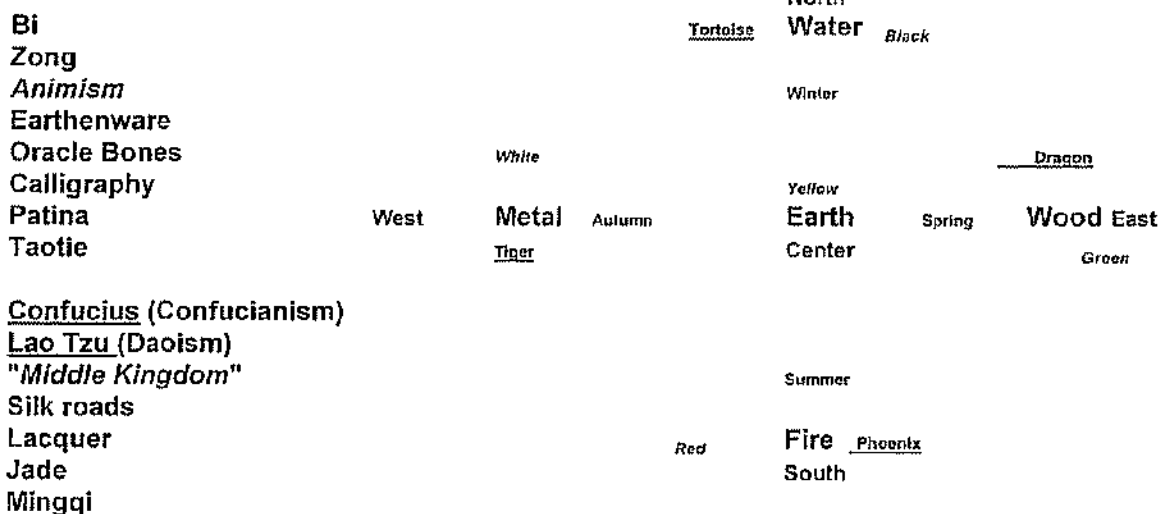 North
Bi
Tortoise Water Black
Zong
Animism
Winter
Earthenware
Oracle Bones
White
Dragon
Calligraphy
Yellow
Patina
West Metal Autumn Earth Spring Wood East
Taotie
Tiger Center Green
Confucius (Confucianism)
Lao Tzu (Daoism)
"Middle Kingdom"
Summer
Silk roads
Lacquer
Red Fire Phoenix
Jade
South
Mingqi